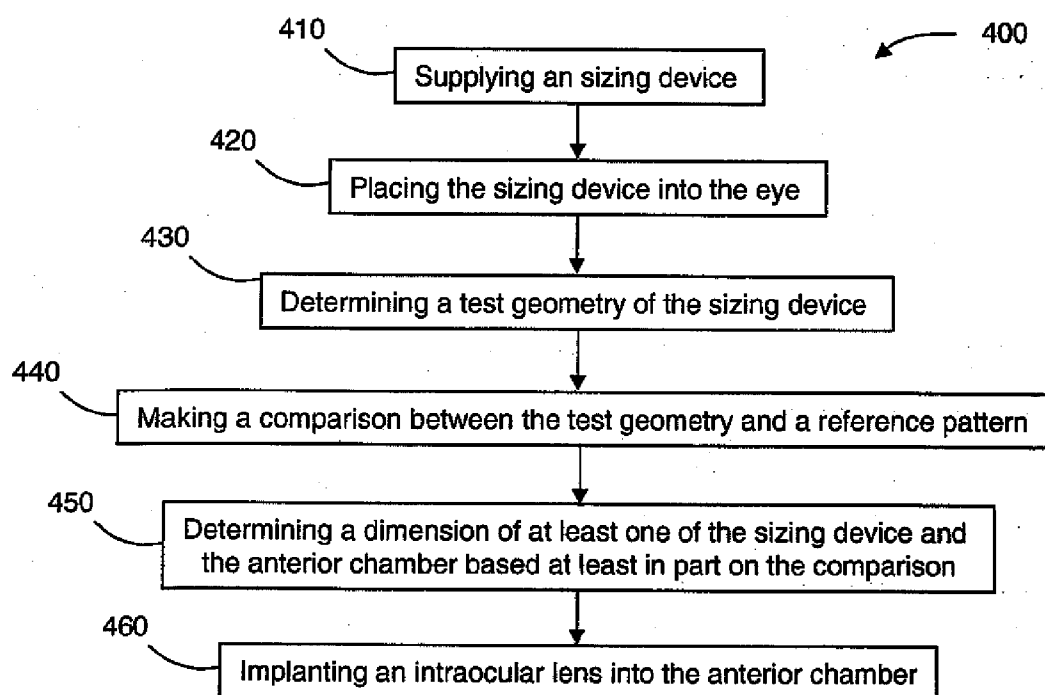 410
400
Supplying an sizing device
420
Placing the sizing device into the eye
430
Determining a test geometry of the sizing device
440
Making a comparison between the test geometry and a reference pattern
450
Determining a dimension of at least one of the sizing device and
the anterior chamber based at least in part on the comparison
460
Implanting an intraocular lens into the anterior chamber